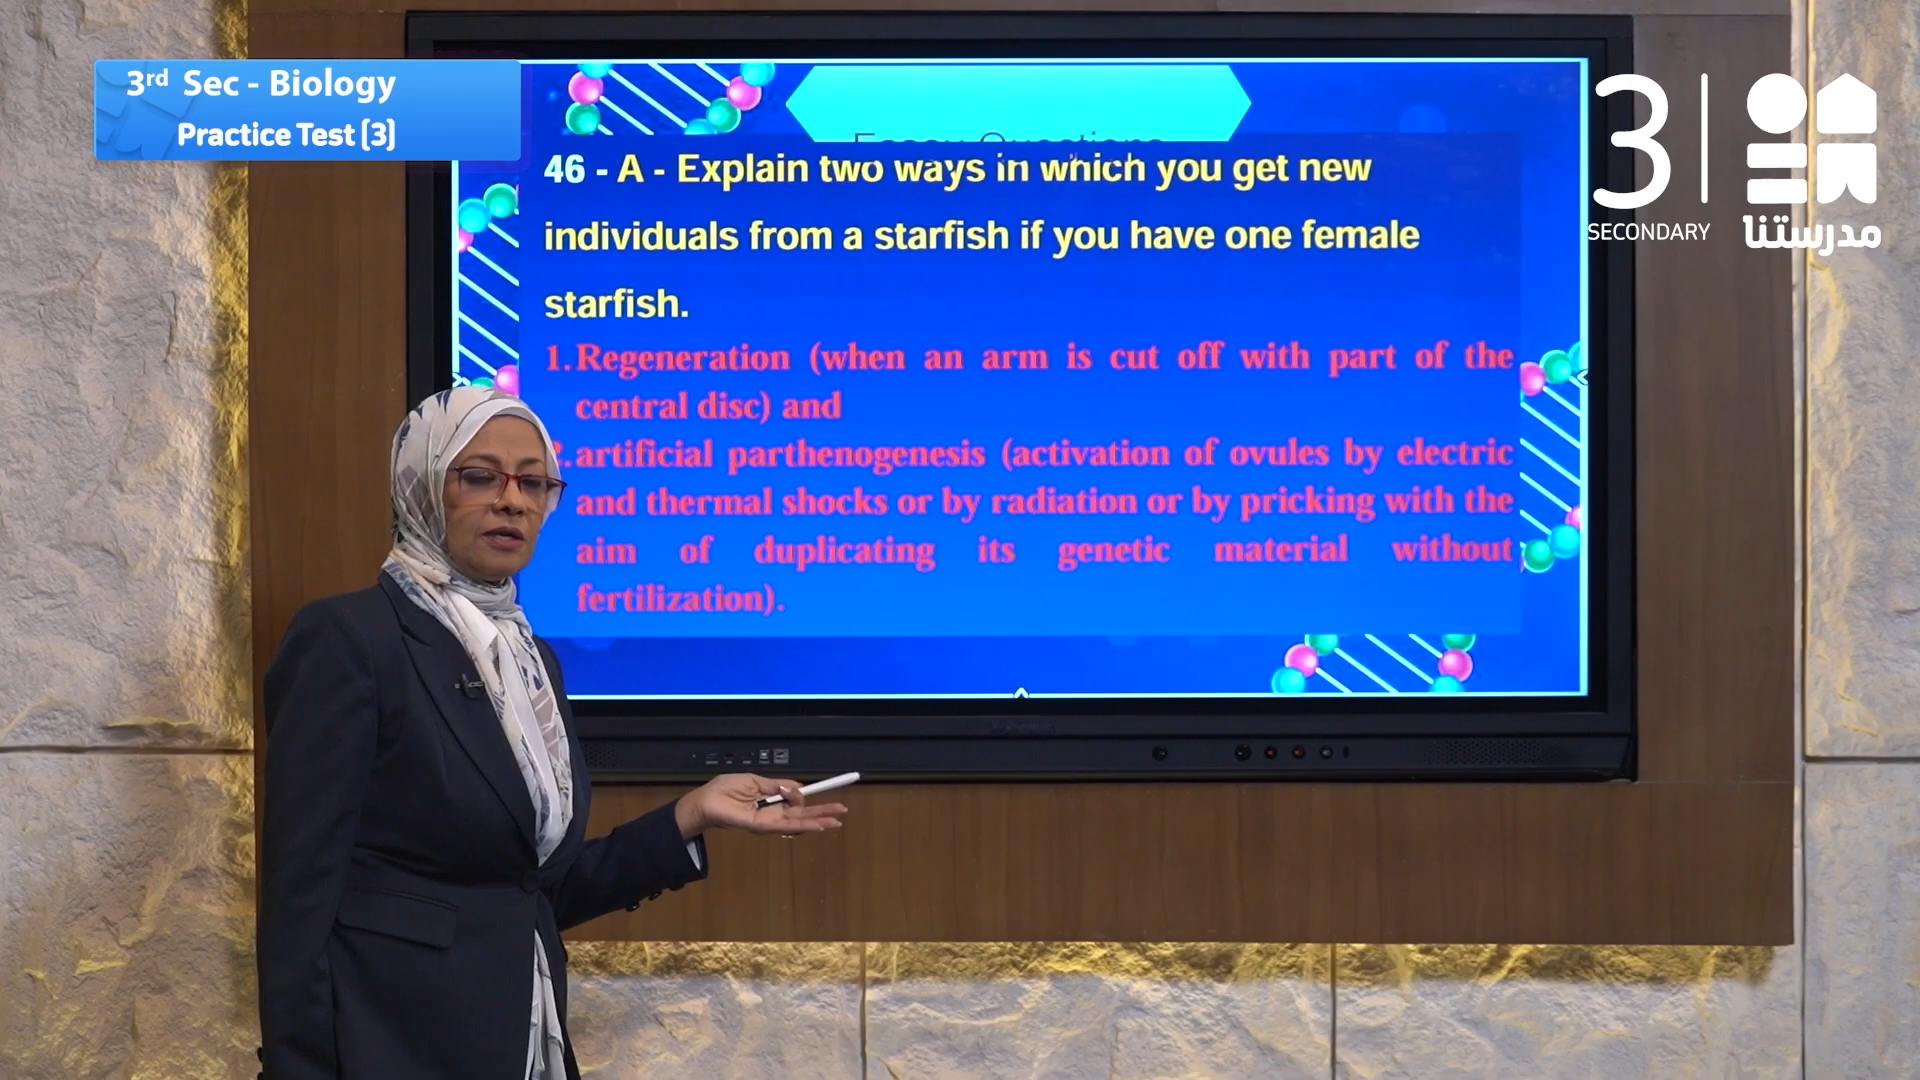 3rd Sec - Biology
Practice Test [3]
3
SECONDARY
مدرستنا
Essay Questions
46 - A - Explain two ways in which you get new
individuals from a starfish if you have one female
starfish.
1. Regeneration (when an arm is cut off with part of the
central disc) and
2. artificial parthenogenesis (activation of ovules by electric
and thermal shocks or by radiation or by pricking with the
aim of duplicating its genetic material without
fertilization).